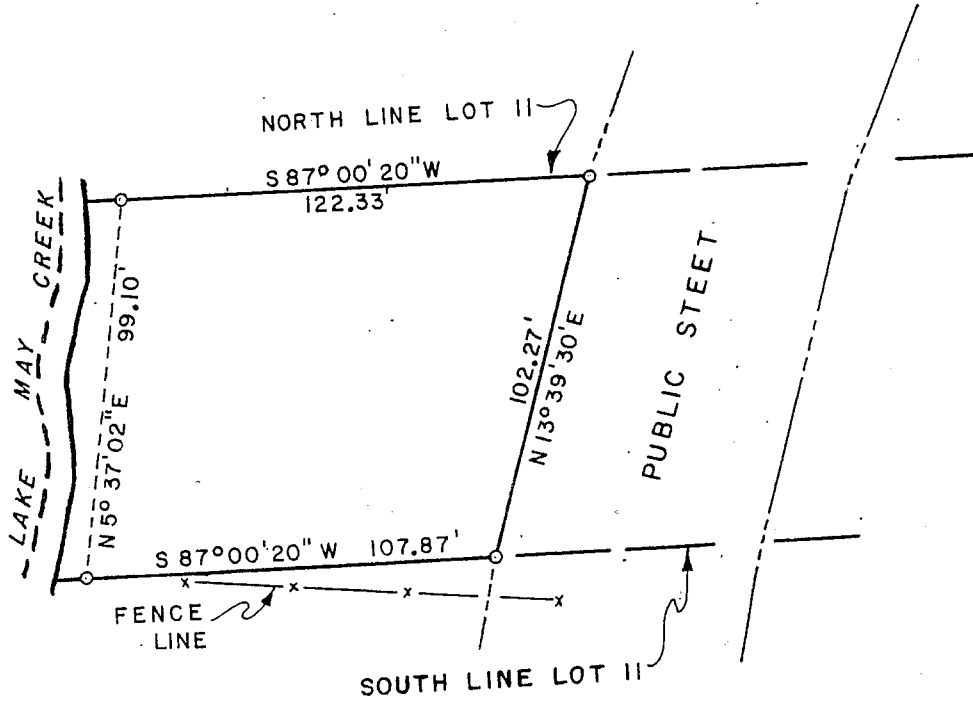 NORTH LINE LOT 11
S 87° 00' 20" W
122.33'
LAKE MAY CREEK
N 5° 37' 02" E 99.10'
102.27'
N 13° 39' 30' E
PUBLIC STEET
S 87° 00' 20" W 107.87'
FENCE
LINE
SOUTH LINE LOT 11